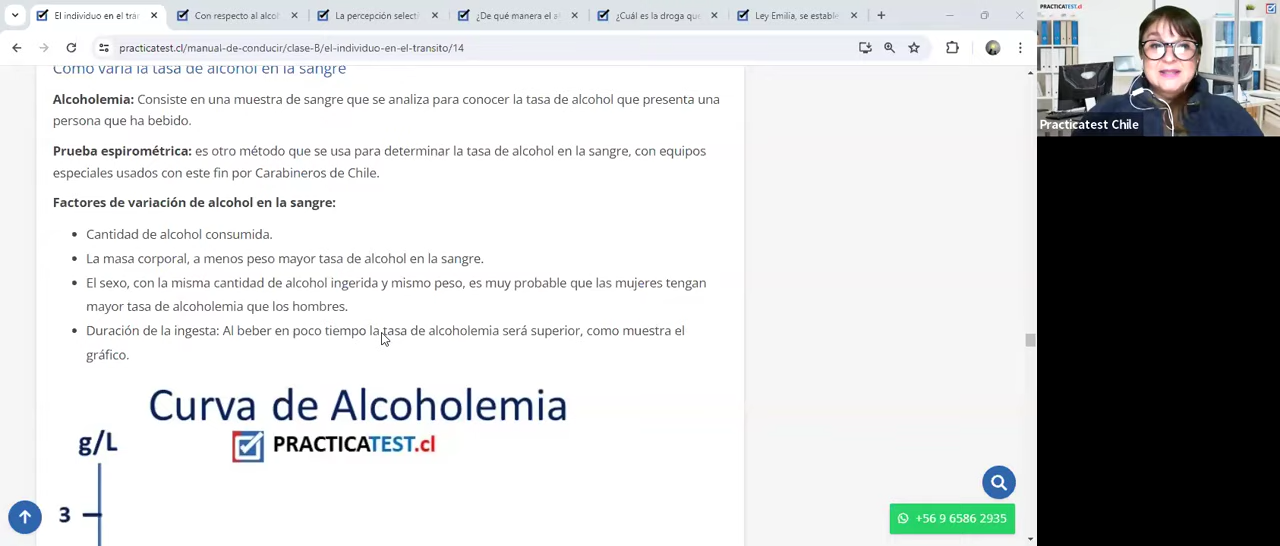 El individuo en el trán
Con respecto al alcoh
La percepción selecti
¿De qué manera el al
¿Cuál es la droga que
Ley Emilia, se estable
practicatest.cl/manual-de-conducir/clase-B/el-individuo-en-el-transito/14
Cómo varía la tasa de alcohol en la sangre
Alcoholemia: Consiste en una muestra de sangre que se analiza para conocer la tasa de alcohol que presenta una
persona que ha bebido.
Prueba espirométrica: es otro método que se usa para determinar la tasa de alcohol en la sangre, con equipos
especiales usados con este fin por Carabineros de Chile.
Factores de variación de alcohol en la sangre:
Cantidad de alcohol consumida.
La masa corporal, a menos peso mayor tasa de alcohol en la sangre.
El sexo, con la misma cantidad de alcohol ingerida y mismo peso, es muy probable que las mujeres tengan
mayor tasa de alcoholemia que los hombres.
Duración de la ingesta: Al beber en poco tiempo la tasa de alcoholemia será superior, como muestra el
gráfico.
Curva de Alcoholemia
PRACTICATEST.cl
g/L
3
+56 9 6586 2935
PRACTICATEST.cl
Practicatest Chile